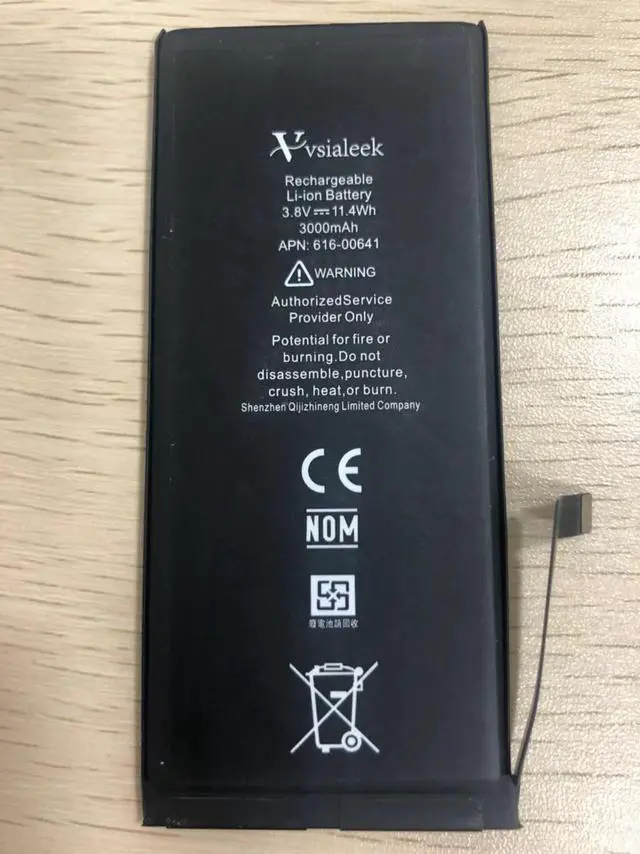 Vvsialeek
Rechargeable
Li-ion Battery
3.8V⎓11.4Wh
3000mAh
APN: 616-00641
WARNING
AuthorizedService
Provider Only
Potential for fire or
burning.Do not
disassemble,puncture,
crush, heat,or burn.
Shenzhen Qijizhineng Limited Company
CE
NOM
廢電池請回收